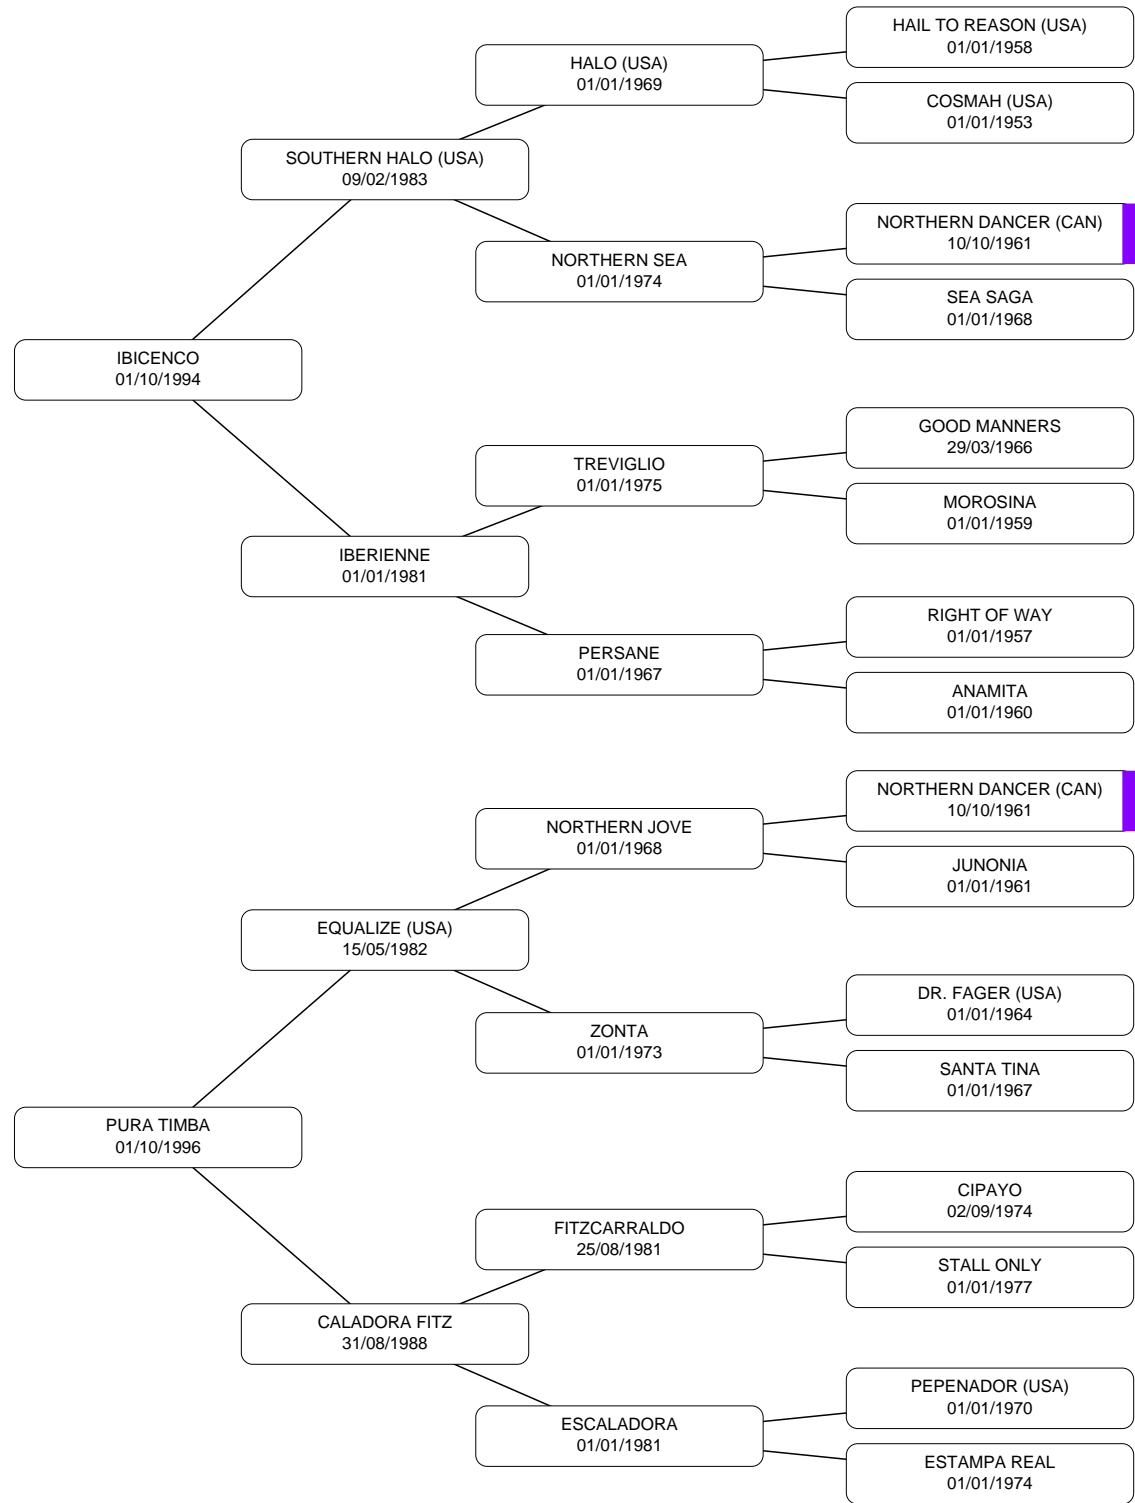 HAIL TO REASON (USA)
01/01/1958
HALO (USA)
01/01/1969
COSMAH (USA)
01/01/1953
SOUTHERN HALO (USA)
09/02/1983
NORTHERN DANCER (CAN)
10/10/1961
NORTHERN SEA
01/01/1974
SEA SAGA
01/01/1968
IBICENCO
01/10/1994
GOOD MANNERS
29/03/1966
TREVIGLIO
01/01/1975
MOROSINA
01/01/1959
IBERIENNE
01/01/1981
RIGHT OF WAY
01/01/1957
PERSANE
01/01/1967
ANAMITA
01/01/1960
NORTHERN DANCER (CAN)
10/10/1961
NORTHERN JOVE
01/01/1968
JUNONIA
01/01/1961
EQUALIZE (USA)
15/05/1982
DR. FAGER (USA)
01/01/1964
ZONTA
01/01/1973
SANTA TINA
01/01/1967
PURA TIMBA
01/10/1996
CIPAYO
02/09/1974
FITZCARRALDO
25/08/1981
STALL ONLY
01/01/1977
CALADORA FITZ
31/08/1988
PEPENADOR (USA)
01/01/1970
ESCALADORA
01/01/1981
ESTAMPA REAL
01/01/1974